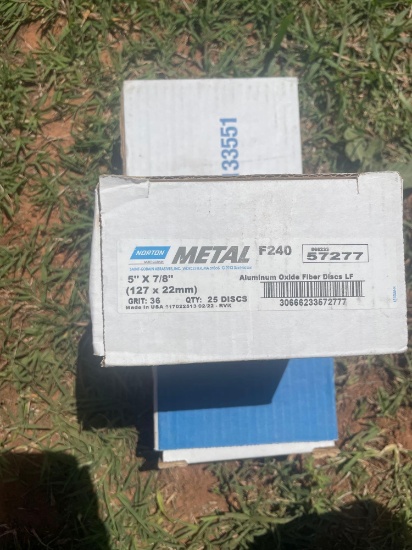 33551
NORTON
METAL F240
57277
5" X 7/8"
(127 x 22mm)
GRIT: 36 QTY: 25 DISCS
Aluminum Oxide Fiber Discs LF
30666233672777